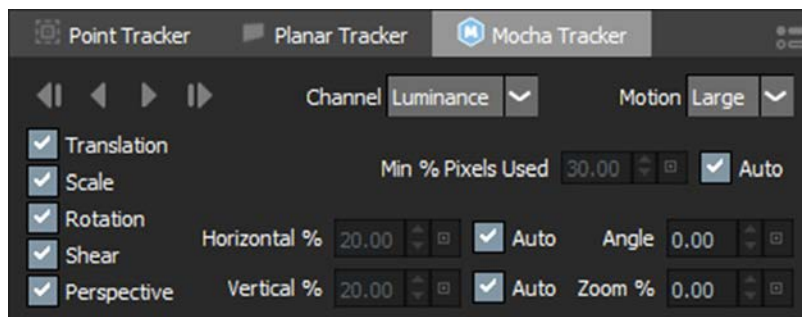 Point Tracker Planar Tracker M Mocha Tracker
Channel Luminance Motion Large
Translation
Min % Pixels Used 30.00 Auto
Scale
Rotation
Horizontal % 20.00 Auto Angle 0.00
Shear
Vertical % 20.00 Auto Zoom % 0.00
Perspective